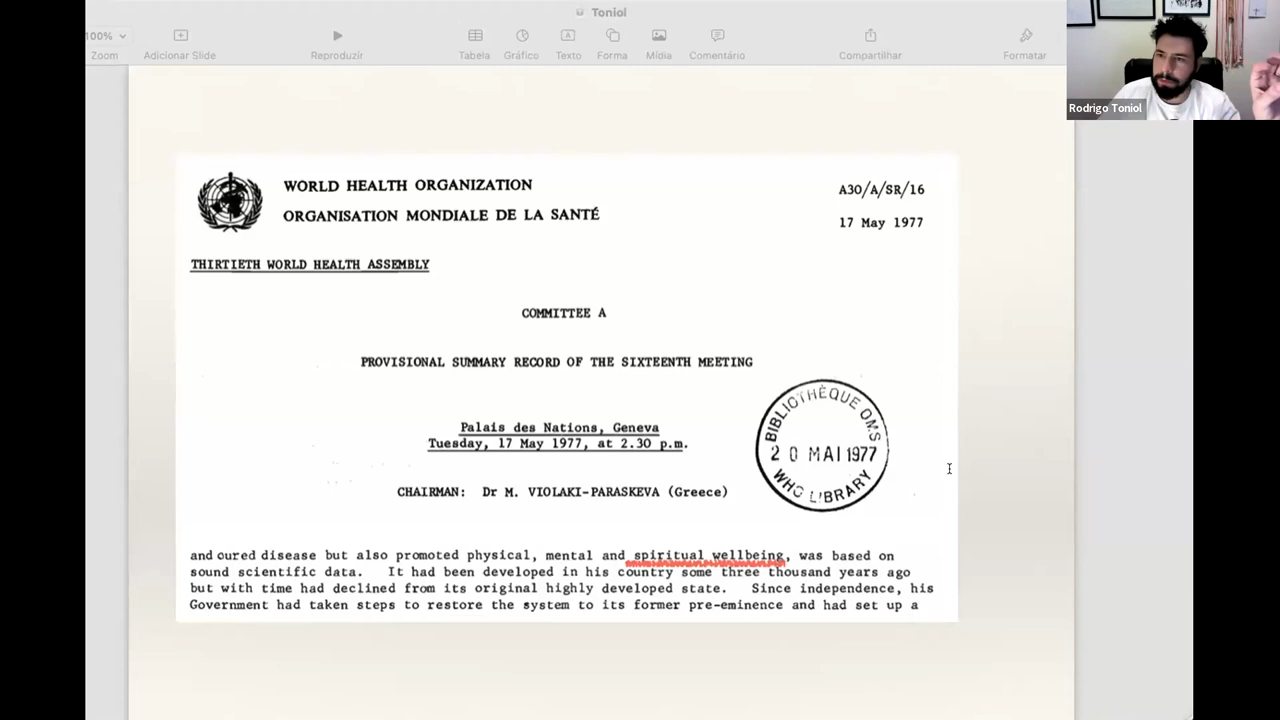 Toniol
100%
Zoom
Adicionar Slide
Reproduzir
Tabela
Gráfico
Texto
Forma
Mídia
Comentário
Compartilhar
Formatar
Rodrigo Toniol
WORLD HEALTH ORGANIZATION
ORGANISATION MONDIALE DE LA SANTÉ
A30/A/SR/16
17 May 1977
THIRTIETH WORLD HEALTH ASSEMBLY
COMMITTEE A
PROVISIONAL SUMMARY RECORD OF THE SIXTEENTH MEETING
Palais des Nations, Geneva
Tuesday, 17 May 1977, at 2.30 p.m.
CHAIRMAN: Dr M. VIOLAKI-PARASKEVA (Greece)
BIBLIOTHÈQUE OMS
20 MAI 1977
WHO LIBRARY
and oured disease but also promoted physical, mental and spiritual wellbeing, was based on
sound scientific data. It had been developed in his country some three thousand years ago
but with time had declined from its original highly developed state. Since independence, his
Government had taken steps to restore the system to its former pre-eminence and had set up a